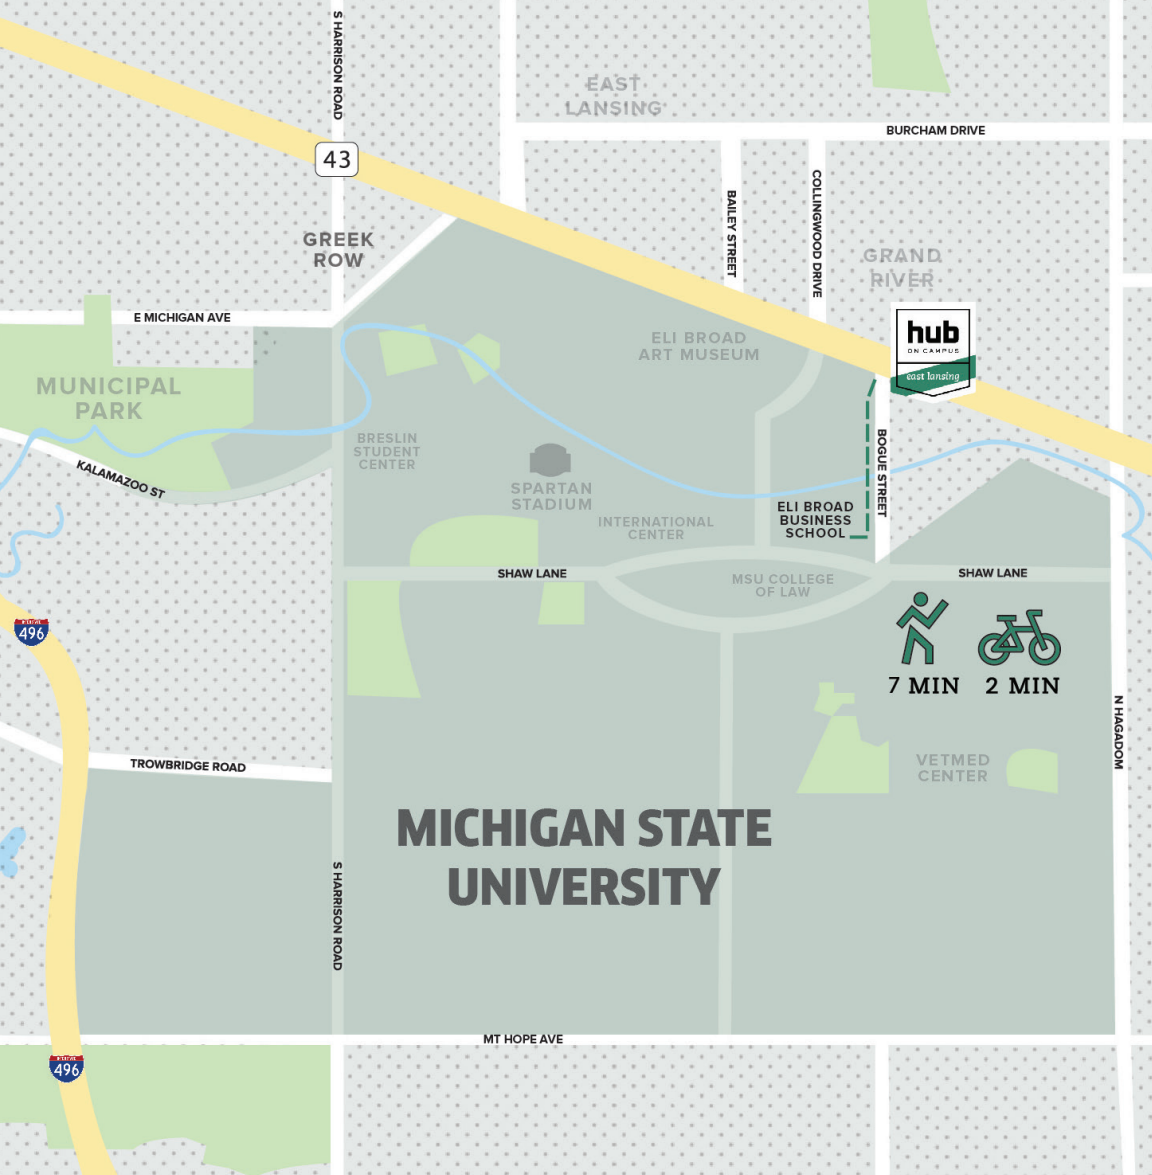 S HARRISON ROAD
EAST
LANSING
BURCHAM DRIVE
43
BAILEY STREET
COLLINGWOOD DRIVE
GREEK
ROW
GRAND
RIVER
E MICHIGAN AVE
hub
ON CAMPUS
east lansing
ELI BROAD
ART MUSEUM
MUNICIPAL
PARK
BRESLIN
STUDENT
CENTER
KALAMAZOO ST
SPARTAN
STADIUM
BOGUE STREET
INTERNATIONAL
CENTER
ELI BROAD
BUSINESS
SCHOOL
SHAW LANE
MSU COLLEGE
OF LAW
SHAW LANE
496
7 MIN
2 MIN
N HAGADOM
TROWBRIDGE ROAD
VETMED
CENTER
MICHIGAN STATE
UNIVERSITY
S HARRISON ROAD
MT HOPE AVE
496